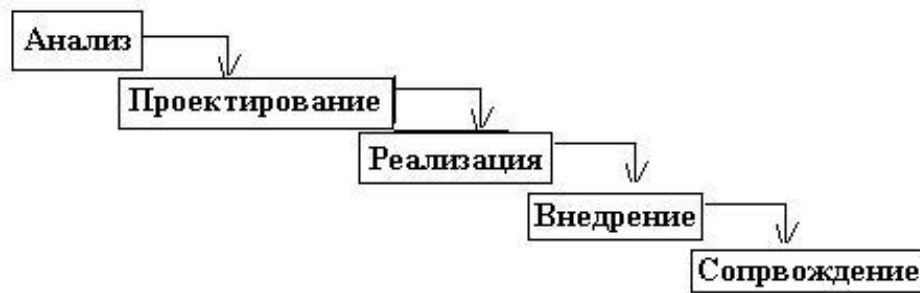 Анализ
Проектирование
Реализация
Внедрение
Сопрвождение